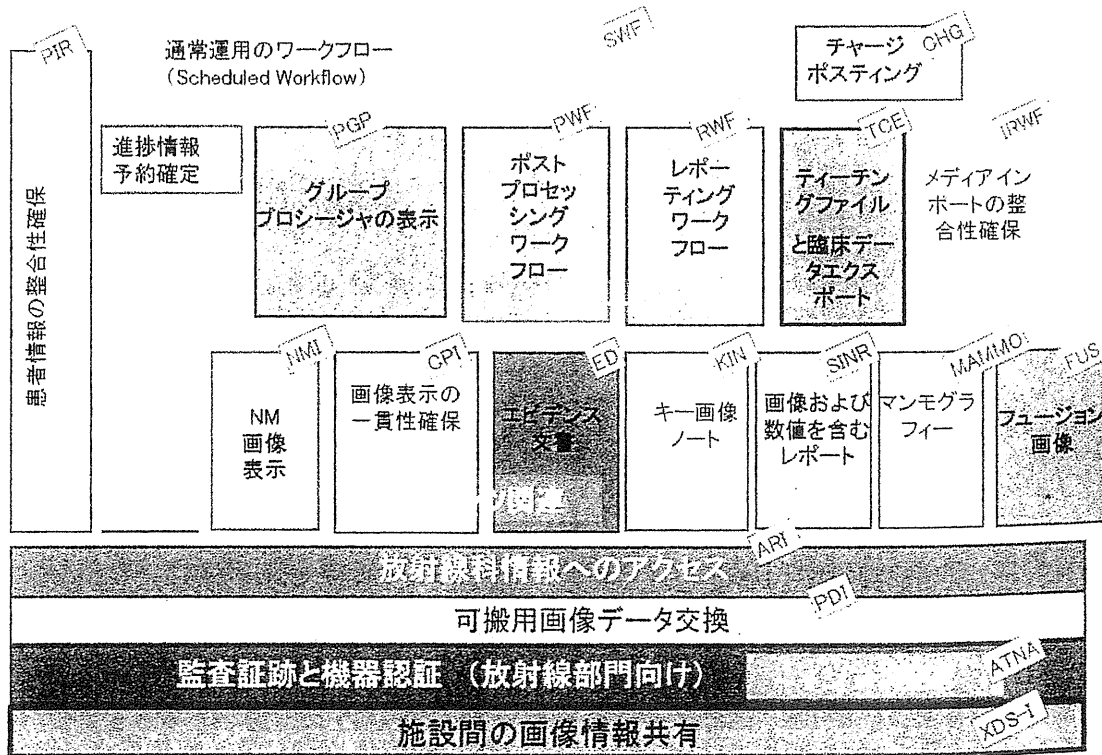 PIR
患者情報の整合性確保
通常運用のワークフロー
(Scheduled Workflow)
SWF
チャージ
ポスティング
CHG
進捗情報
予約確定
PGP
グループ
プロシージャの表示
PWF
ポスト
プロセッ
シング
ワーク
フロー
RWF
レポー
ティング
ワーク
フロー
TCE
ティーチン
グファイル
と臨床デー
タエクス
ポート
IRWF
メディアイン
ポートの整
合性確保
NMI
NM
画像
表示
CPI
画像表示の
一貫性確保
ED
エビデンス
文書
KIN
キー画像
ノート
SINR
画像および
数値を含む
レポート
MAMMO
マンモグラ
フィー
FUS
フュージョン
画像
ツ関連
ARI
放射線科情報へのアクセス
PDI
可搬用画像データ交換
ATNA
監査証跡と機器認証 （放射線部門向け）
XDS-I
施設間の画像情報共有